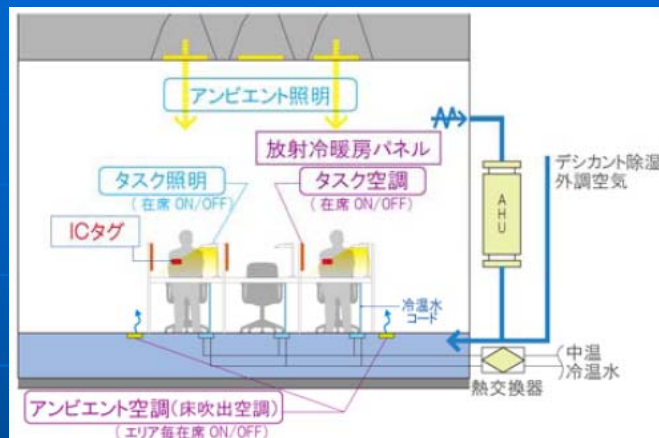 アンビエント照明
放射冷暖房パネル
タスク照明
(在席 ON/OFF)
タスク空調
(在席 ON/OFF)
ICタグ
デシカント除湿
外調空気
AHU
冷温水
コード
中温
冷温水
熱交換器
アンビエント空調(床吹出空調)
(エリア毎在席 ON/OFF)